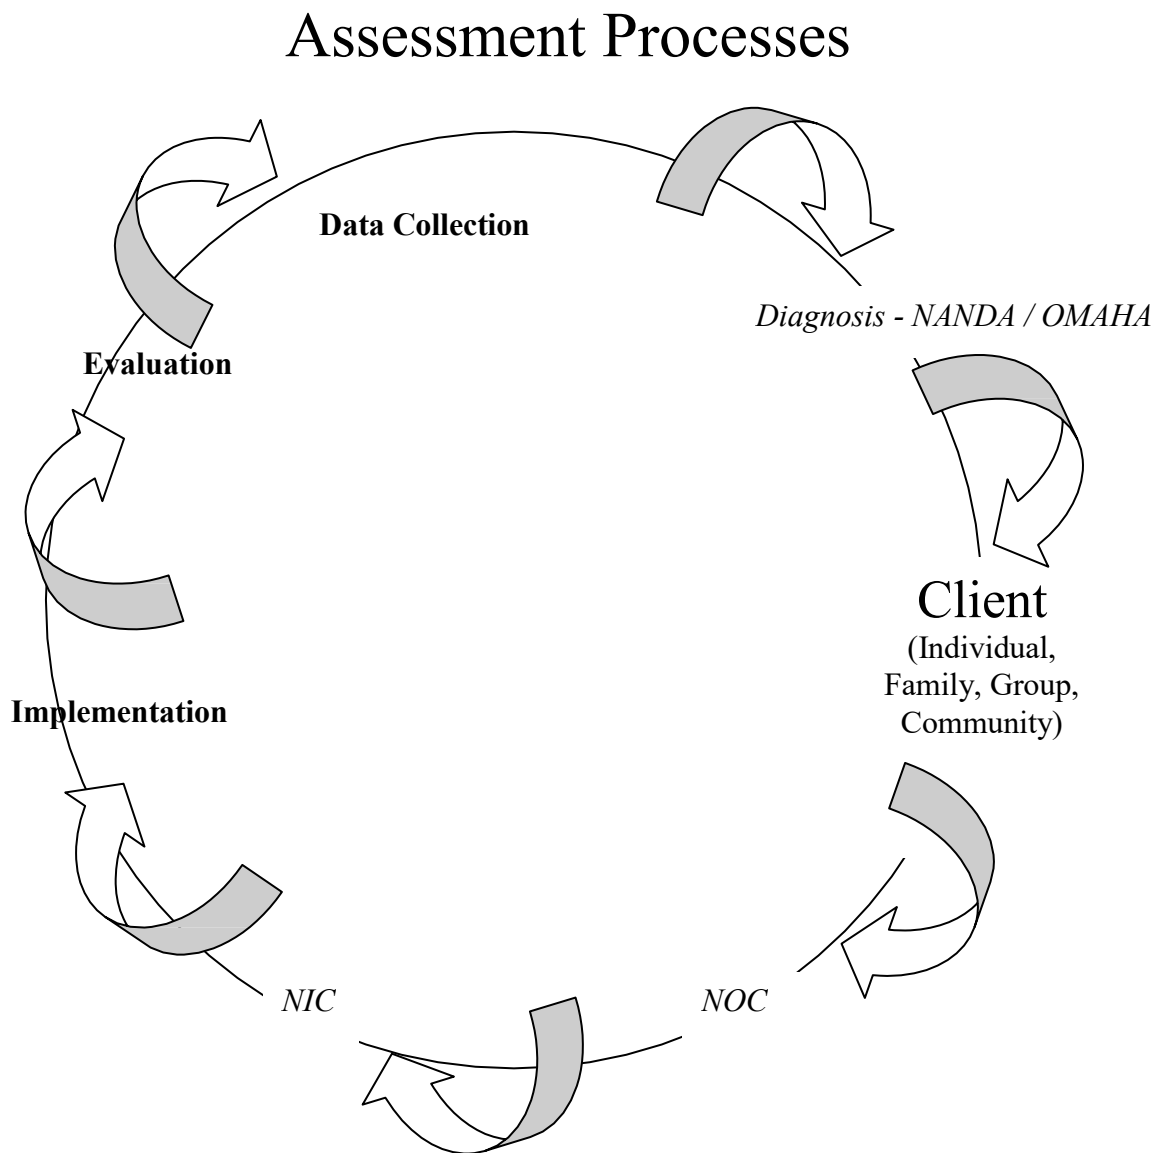 Assessment Processes
Data Collection
Diagnosis - NANDA / OMAHA
Evaluation
Client
(Individual,
Family, Group,
Community)
Implementation
NIC
NOC